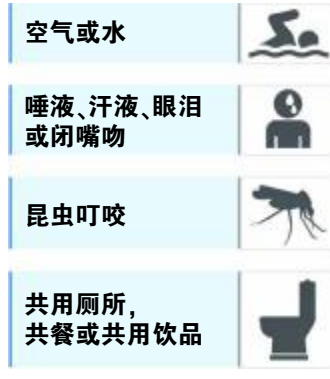 空气或水
唾液、汗液、眼泪
或闭嘴吻
昆虫叮咬
共用厕所，
共餐或共用饮品